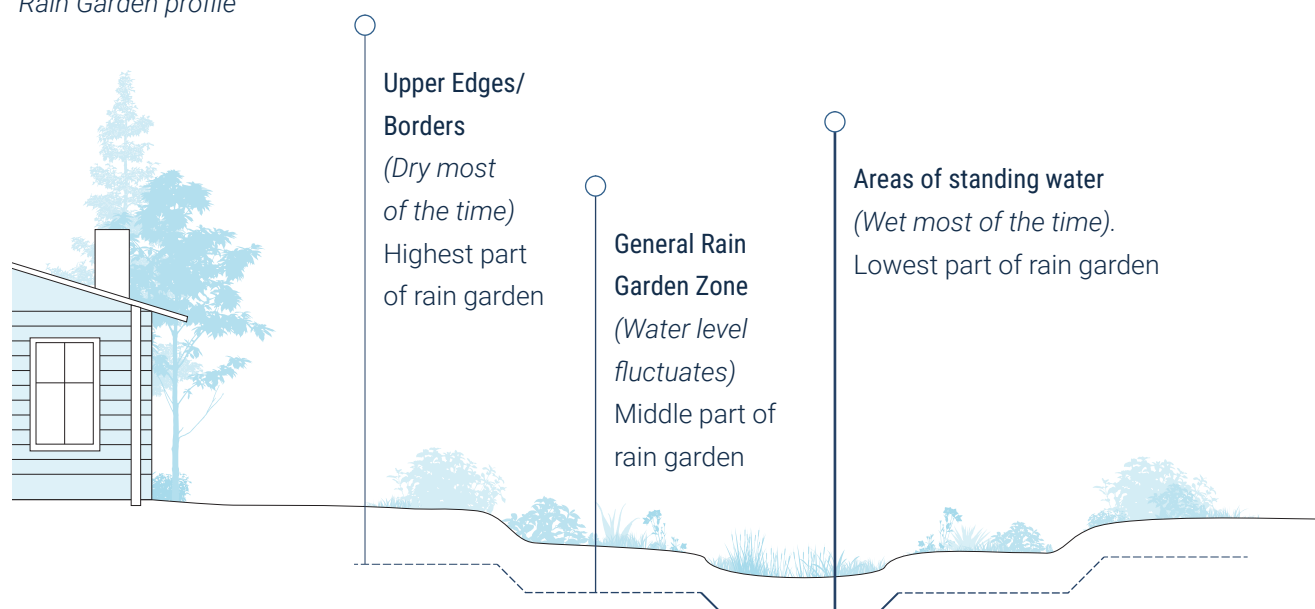 Rain Garden profile
Upper Edges/
Borders
(Dry most
of the time)
Highest part
of rain garden
General Rain
Garden Zone
(Water level
fluctuates)
Middle part of
rain garden
Areas of standing water
(Wet most of the time).
Lowest part of rain garden